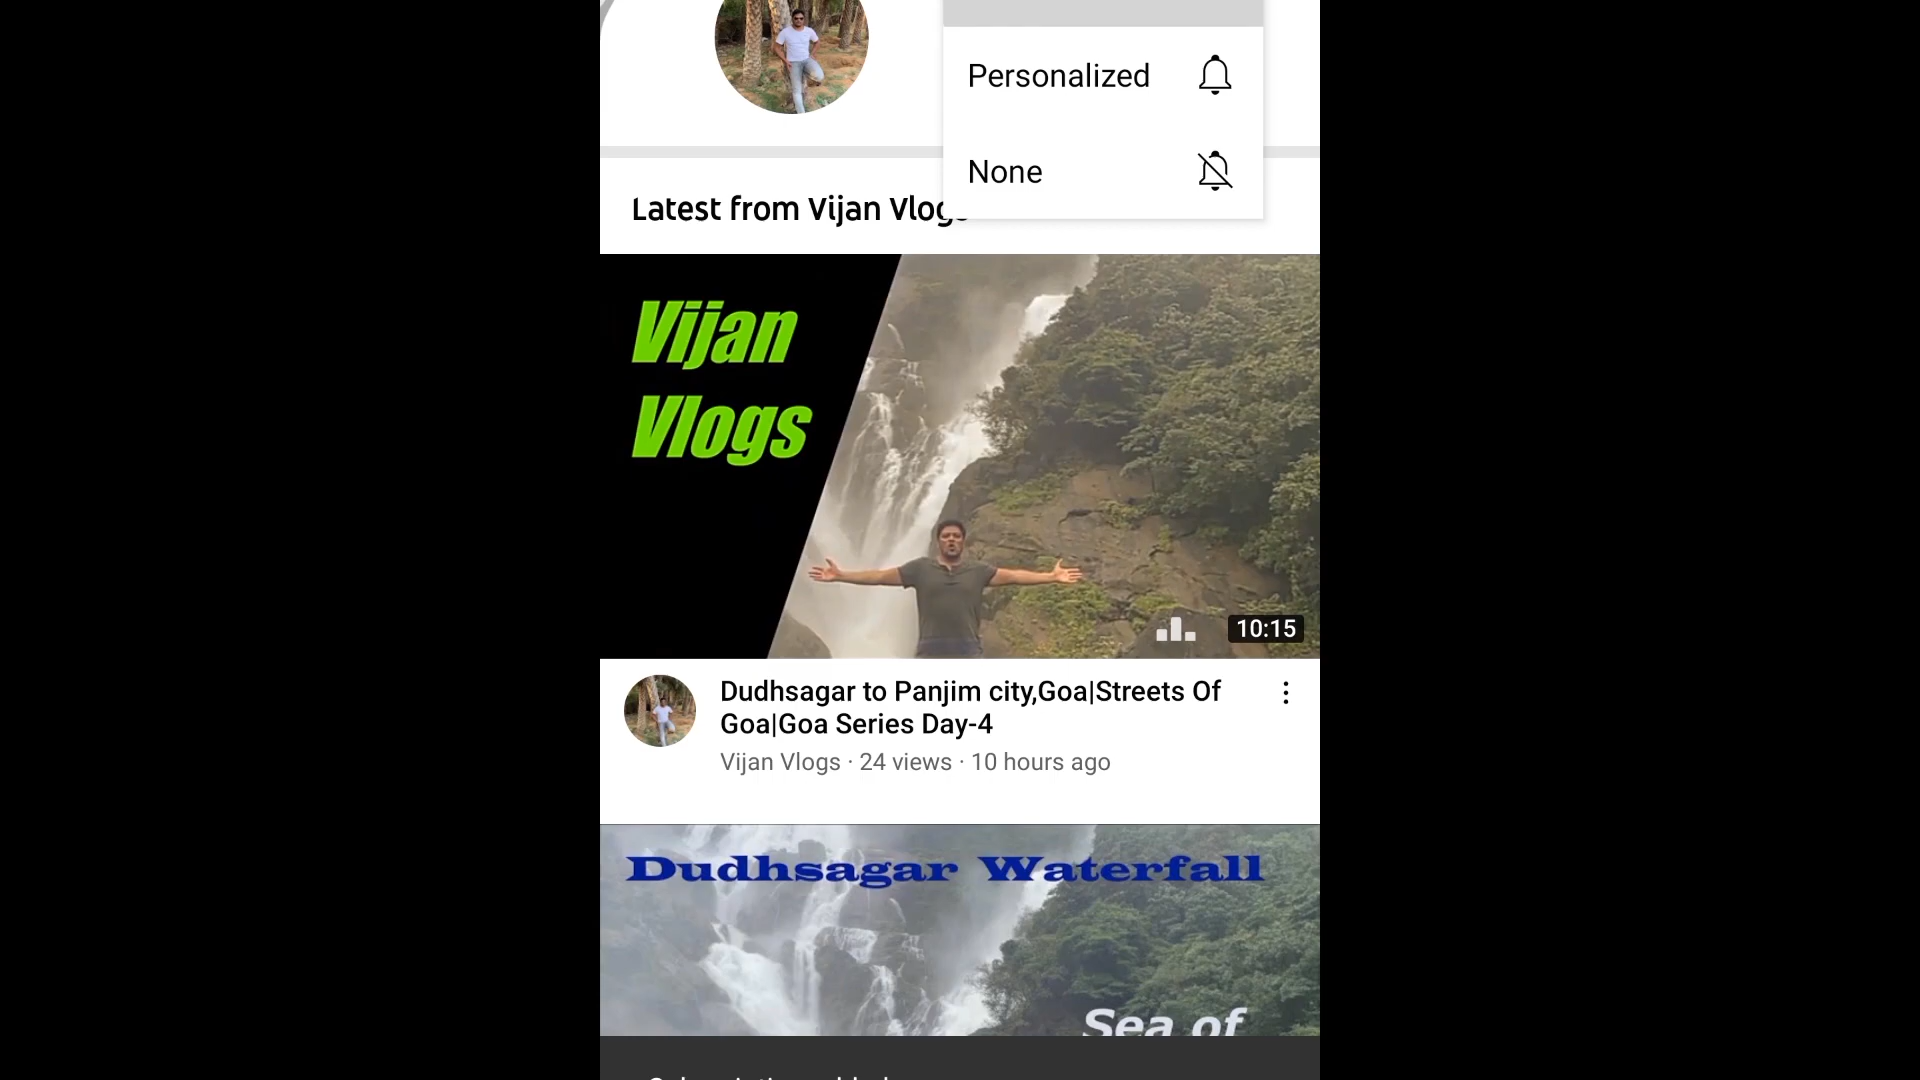 Personalized
None
Latest from Vijan Vlogs
Vijan
Vlogs
10:15
Dudhsagar to Panjim city,Goa|Streets Of
Goa|Goa Series Day-4
Vijan Vlogs · 24 views · 10 hours ago
Dudhsagar Waterfall
Sea of